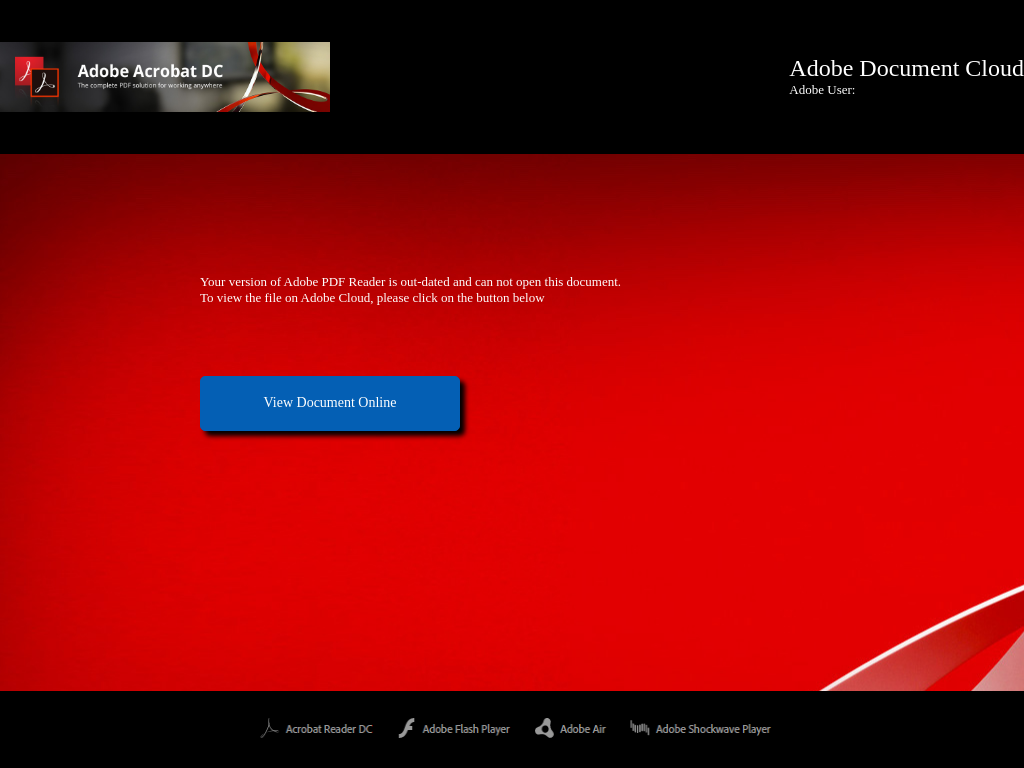 Adobe Acrobat DC
The complete PDF solution for working anywhere
Adobe Document Cloud
Adobe User:
Your version of Adobe PDF Reader is out-dated and can not open this document.
To view the file on Adobe Cloud, please click on the button below
View Document Online
Acrobat Reader DC
Adobe Flash Player
Adobe Air
Adobe Shockwave Player